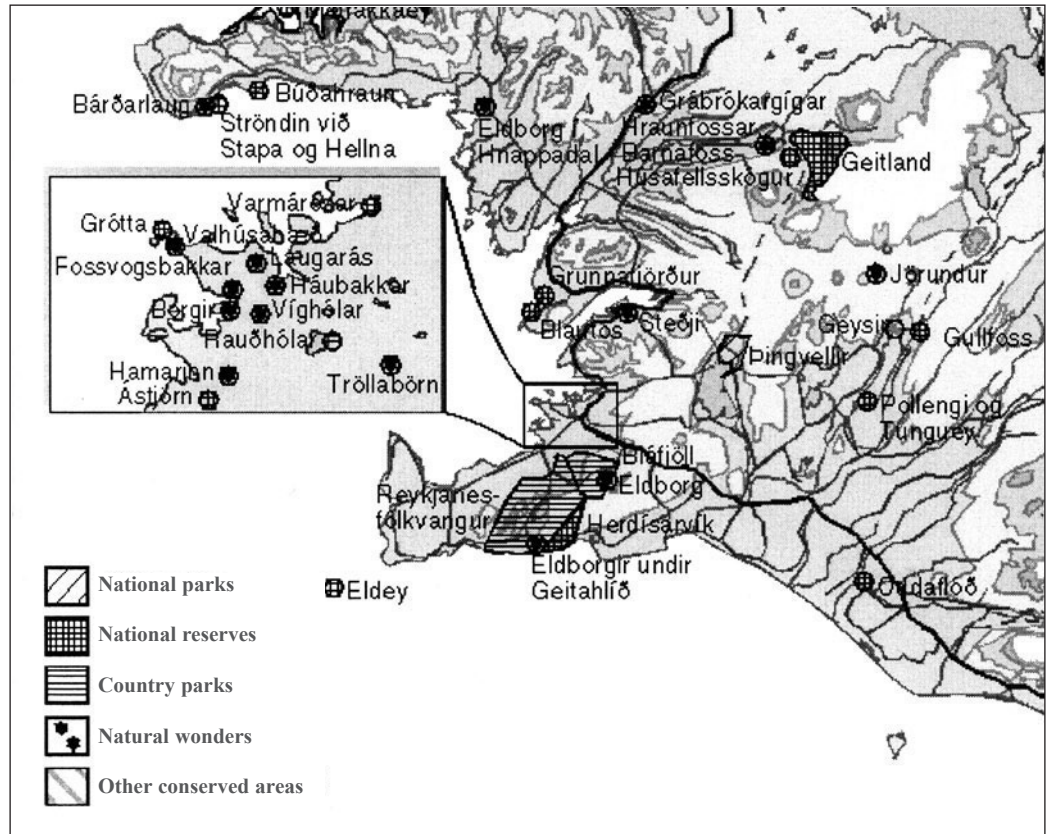 Bárðarlaug
Búðahraun
Ströndin við
Stapa og Hellna
Eldborg í
Hnappadal
Grábrókargígar
Hraunfossar
Barnafoss
Húsafellsskógur
Geitland
Varmárósar
Grótta
Valhúsahæð
Fossvogsbakkar
Laugarás
Háubakkar
Borgir
Víghólar
Rauðhólar
Hamarinn
Ástjörn
Tröllabörn
Grunnafjörður
Blautós
Steðji
Jörundur
Geysir
Gullfoss
Þingvellir
Pollengi og
Tunguey
Bláfjöll
Eldborg
Reykjanes-
fólkvangur
Herdísarvík
Eldborgir undir
Geitahlíð
Eldey
Oddaflóð
National parks
National reserves
Country parks
Natural wonders
Other conserved areas